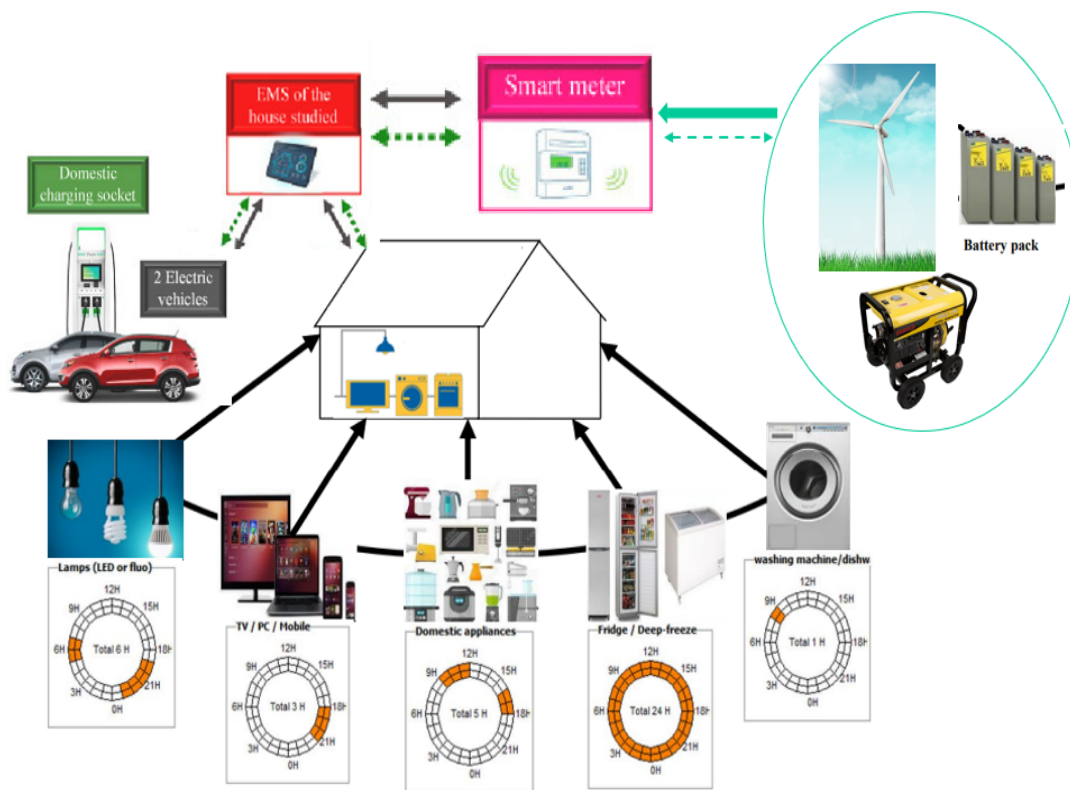 EMS of the
house studied
Smart meter
Domestic
charging socket
2 Electric
vehicles
Battery pack
Lamps (LED or fluo)
12H
9H
15H
6H
Total 6 H
18H
3H
21H
0H
TV / PC / Mobile
12H
9H
15H
6H
Total 3 H
18H
3H
21H
0H
Domestic appliances
12H
9H
15H
6H
Total 5 H
18H
3H
21H
0H
Fridge / Deep-freeze
12H
9H
15H
6H
Total 24 H
18H
3H
21H
0H
washing machine/dishw
12H
9H
15H
6H
Total 1 H
18H
3H
21H
0H